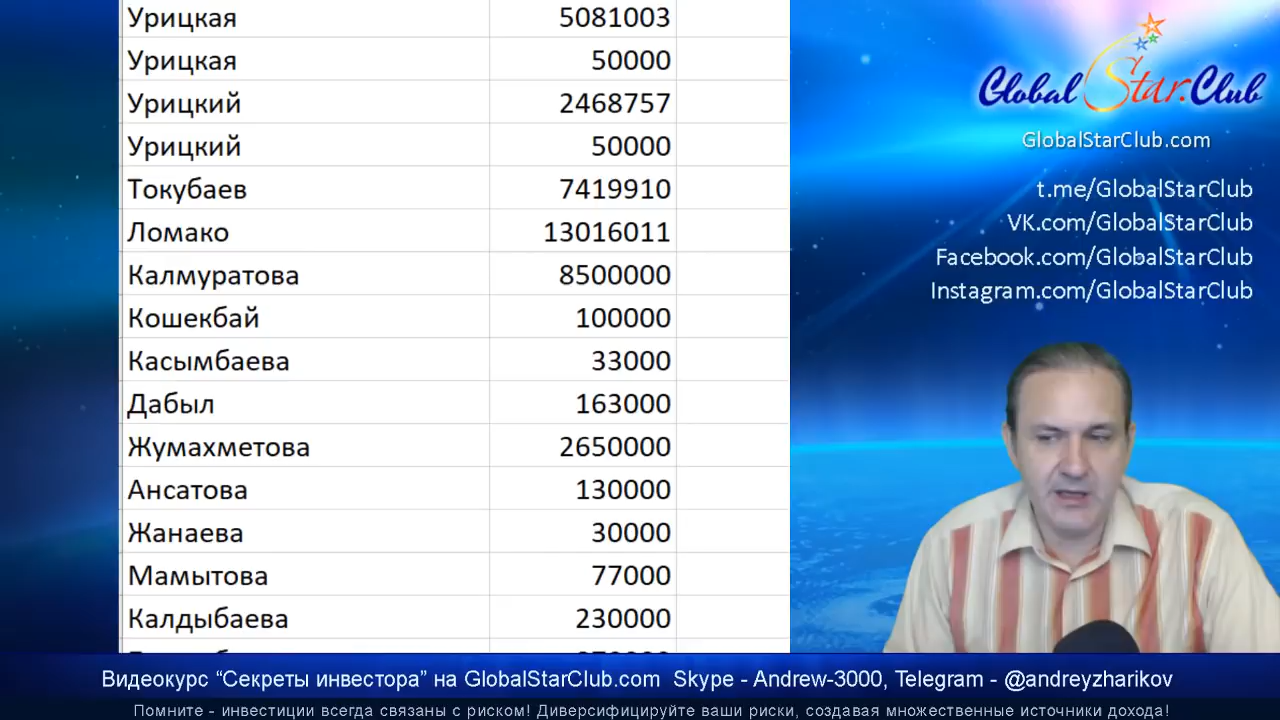 Урицкая 5081003
Урицкая 50000
Урицкий 2468757
Урицкий 50000
Токубаев 7419910
Ломако 13016011
Калмуратова 8500000
Кошекбай 100000
Касымбаева 33000
Дабыл 163000
Жумахметова 2650000
Ансатова 130000
Жанаева 30000
Мамытова 77000
Калдыбаева 230000
Global Star.Club
GlobalStarClub.com
t.me/GlobalStarClub
VK.com/GlobalStarClub
Facebook.com/GlobalStarClub
Instagram.com/GlobalStarClub
Видеокурс “Секреты инвестора” на GlobalStarClub.com Skype - Andrew-3000, Telegram - @andreyzharikov
Помните - инвестиции всегда связаны с риском! Диверсифицируйте ваши риски, создавая множественные источники дохода!